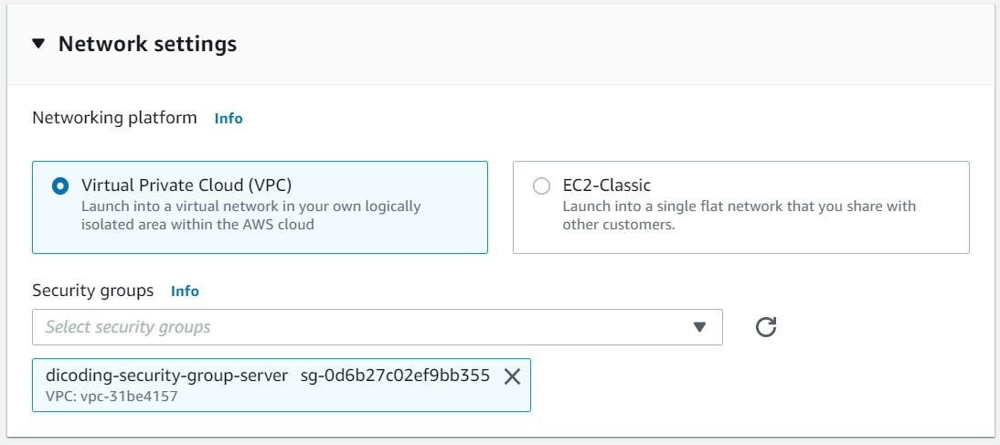 Network settings
Networking platform Info
Virtual Private Cloud (VPC)
Launch into a virtual network in your own logically
isolated area within the AWS cloud
EC2-Classic
Launch into a single flat network that you share with
other customers.
Security groups Info
Select security groups
dicoding-security-group-server sg-0d6b27c02ef9bb355
VPC: vpc-31be4157